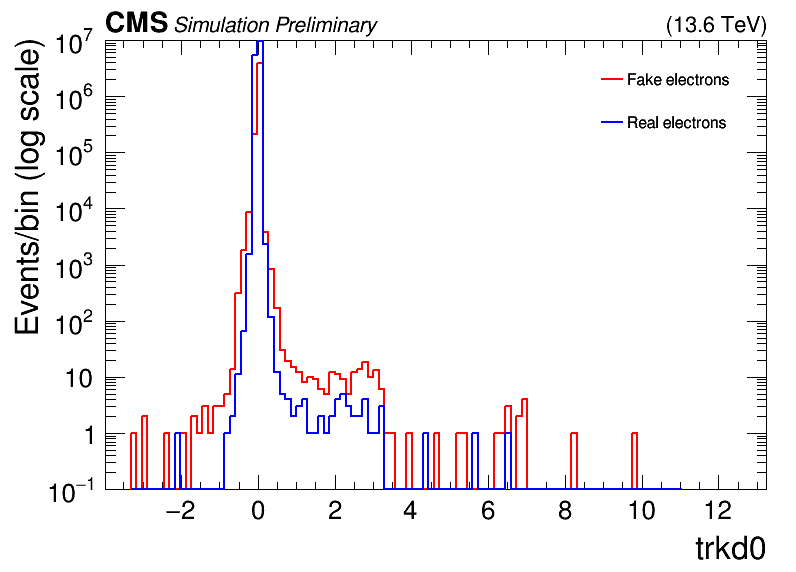 CMS Simulation Preliminary (13.6 TeV)
Events/bin (log scale)
10^7
10^6
10^5
10^4
10^3
10^2
10
1
10^−1
Fake electrons
Real electrons
−2 0 2 4 6 8 10 12
trkd0